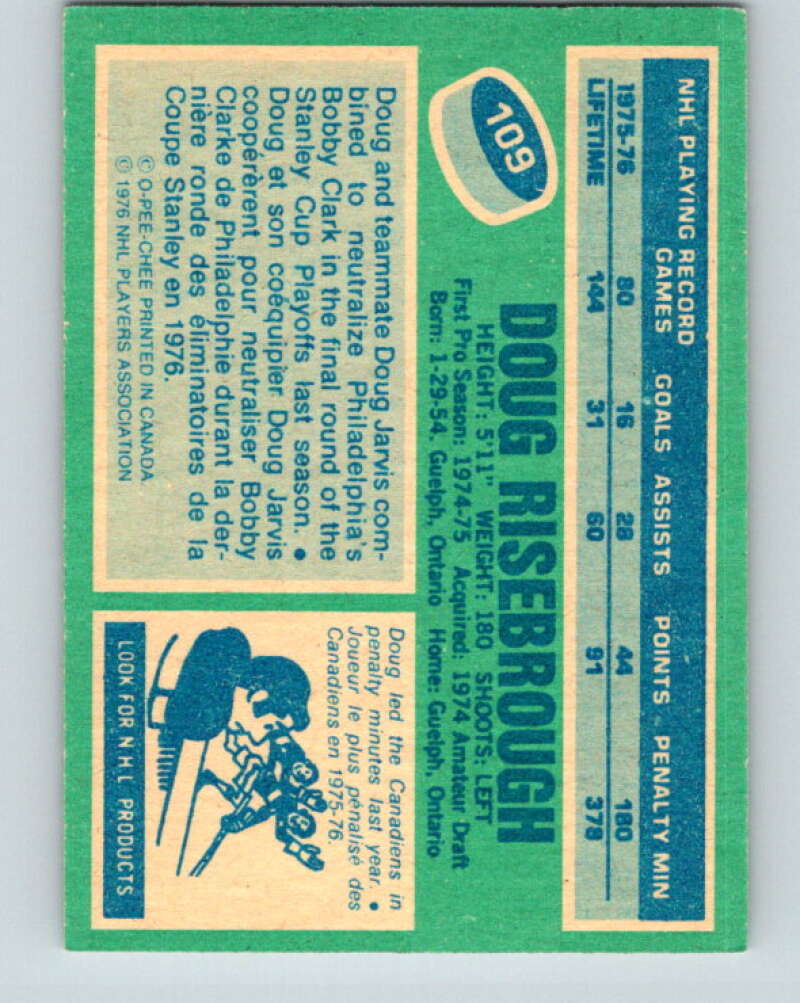 NHL PLAYING RECORD
GAMES GOALS ASSISTS POINTS PENALTY MIN
1975-76 80 16 28 44 180
LIFETIME 144 31 60 91 378
109
DOUG RISEBROUGH
HEIGHT: 5'11" WEIGHT: 180 SHOOTS: LEFT
First Pro Season: 1974-75 Acquired: 1974 Amateur Draft
Born: 1-29-54, Guelph, Ontario Home: Guelph, Ontario
Doug and teammate Doug Jarvis com-
bined to neutralize Philadelphia's
Bobby Clark in the final round of the
Stanley Cup Playoffs last season. •
Doug et son coéquipier Doug Jarvis
coopérèrent pour neutraliser Bobby
Clarke de Philadelphie durant la der-
nière ronde des éliminatoires de la
Coupe Stanley en 1976.
© O-PEE-CHEE PRINTED IN CANADA
© 1976 NHL PLAYERS ASSOCIATION
Doug led the Canadiens in
penalty minutes last year. •
Joueur le plus pénalisé des
Canadiens en 1975-76.
LOOK FOR NHL PRODUCTS